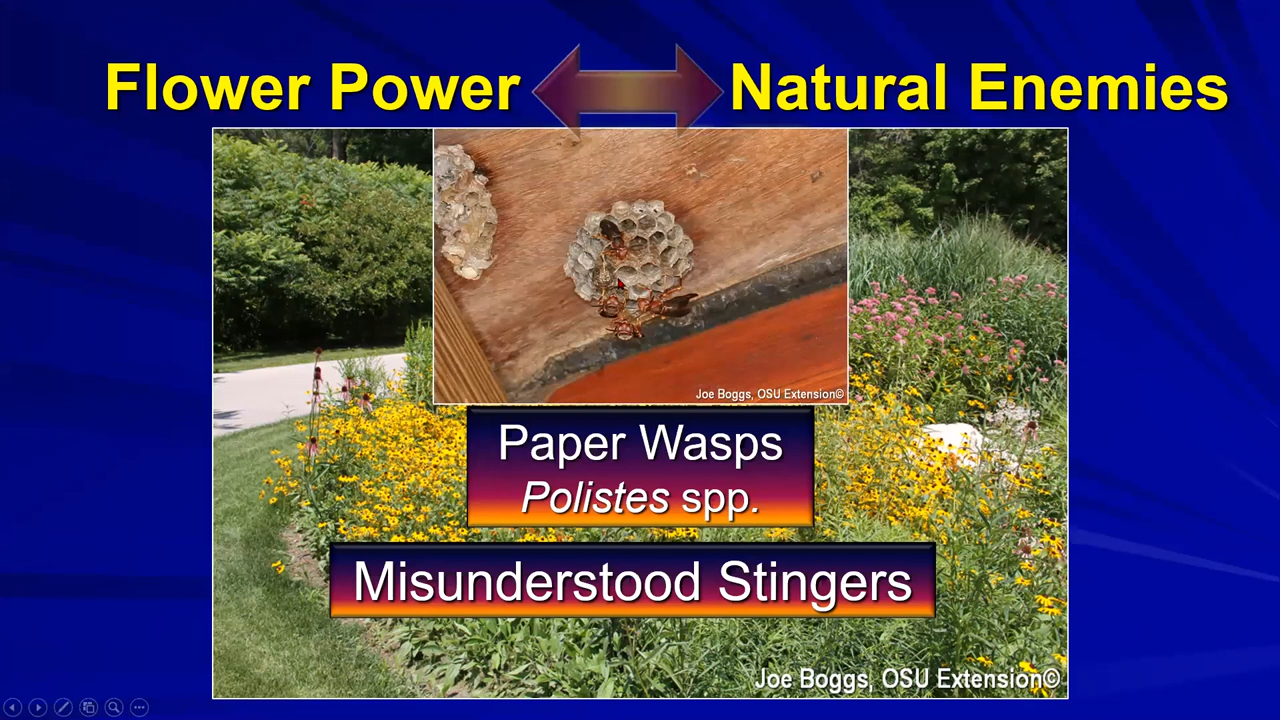 Flower Power Natural Enemies
Joe Boggs, OSU Extension©
Paper Wasps
Polistes spp.
Misunderstood Stingers
Joe Boggs, OSU Extension©